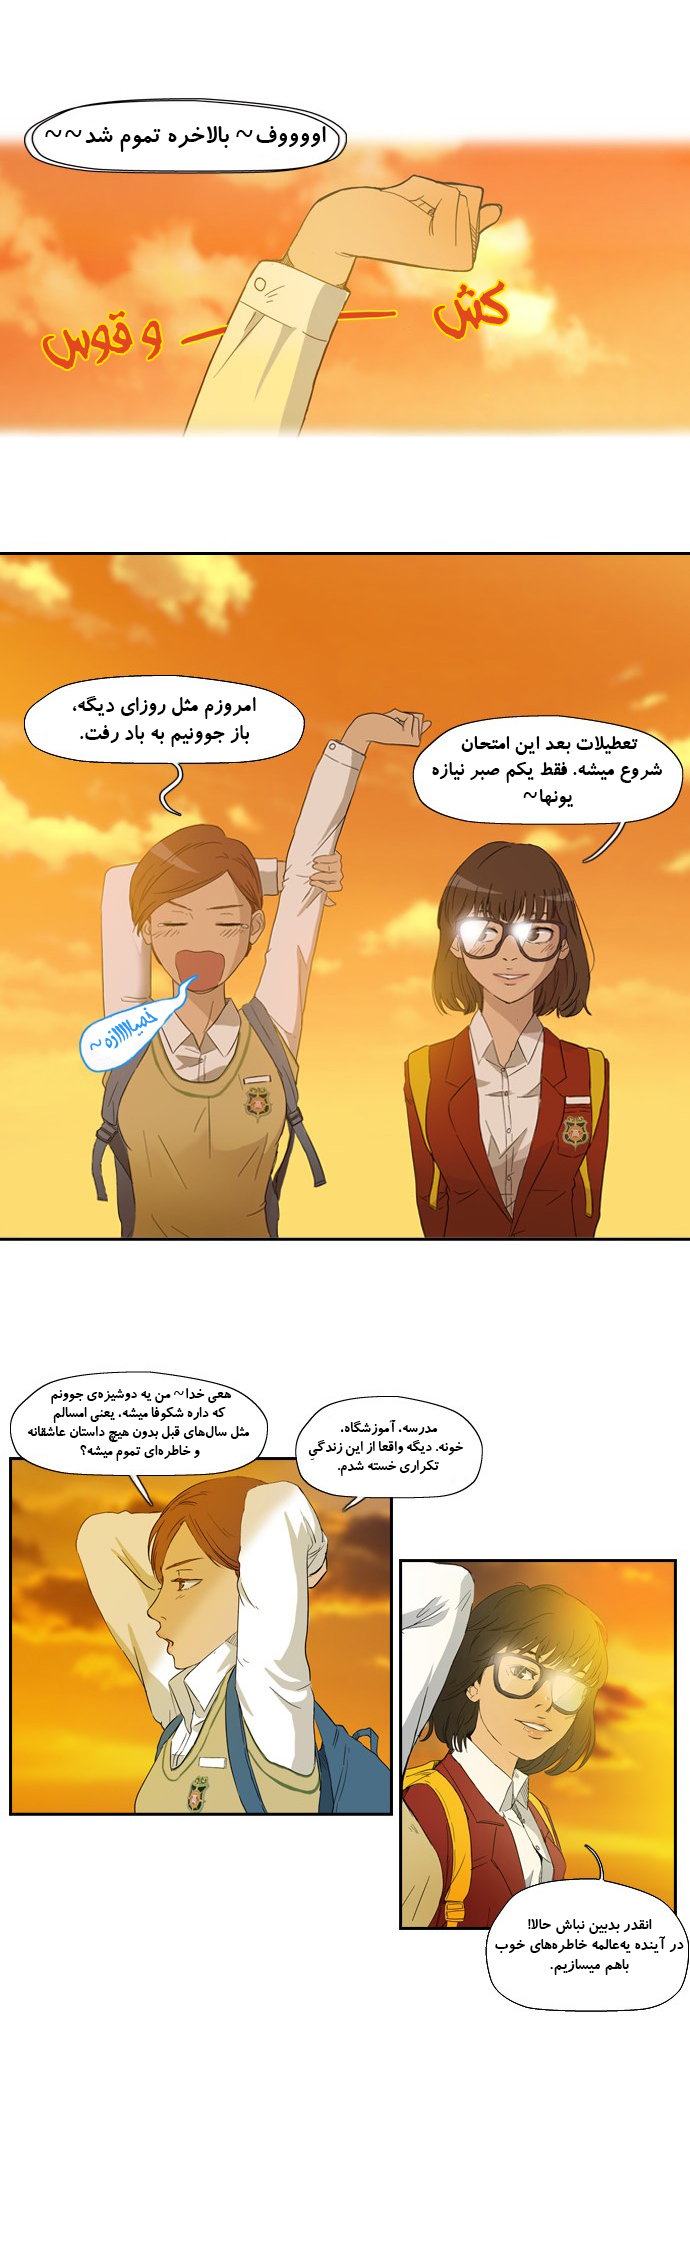 اووووف~ بالاخره تموم شد~~
کش
و قوس
امروزم مثل روزای دیگه،
باز جوونیم به باد رفت.
تعطیلات بعد این امتحان
شروع میشه. فقط یکم صبر نیازه
یونها~
خمیاااااازه~
مدرسه، آموزشگاه،
خونه. دیگه واقعا از این زندگیِ
تکراری خسته شدم.
هعی خدا~ من یه دوشیزه‌ی جوونم
که داره شکوفا میشه، یعنی امسالم
مثل سال‌های قبل بدون هیچ داستان عاشقانه
و خاطره‌ای تموم میشه؟
انقدر بدبین نباش حالا!
در آینده یه‌عالمه خاطره‌های خوب
باهم میسازیم.